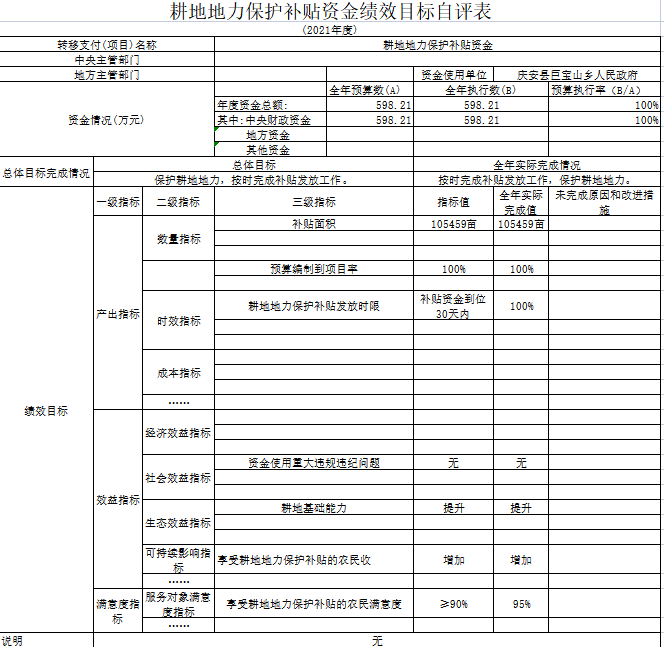 耕地地力保护补贴资金绩效目标自评表
(2021年度)
转移支付(项目)名称 耕地地力保护补贴资金
中央主管部门
地方主管部门 资金使用单位 庆安县巨宝山乡人民政府
资金情况(万元) 全年预算数(A) 全年执行数(B) 预算执行率(B/A)
年度资金总额: 598.21 598.21 100%
其中:中央财政资金 598.21 598.21 100%
地方资金
其他资金
总体目标完成情况 总体目标 全年实际完成情况
保护耕地地力，按时完成补贴发放工作。 按时完成补贴发放工作，保护耕地地力。
绩效目标 一级指标 二级指标 三级指标 指标值 全年实际
完成值 未完成原因和改进措
施
产出指标 数量指标 补贴面积 105459亩 105459亩
预算编制到项目率 100% 100%
时效指标 耕地地力保护补贴发放时限 补贴资金到位
30天内 100%
成本指标
……
效益指标 经济效益指标
社会效益指标 资金使用重大违规违纪问题 无 无
生态效益指标 耕地基础能力 提升 提升
可持续影响指
标 享受耕地地力保护补贴的农民收 增加 增加
……
满意度指
标 服务对象满意
度指标 享受耕地地力保护补贴的农民满意度 ≥90% 95%
……
说明 无